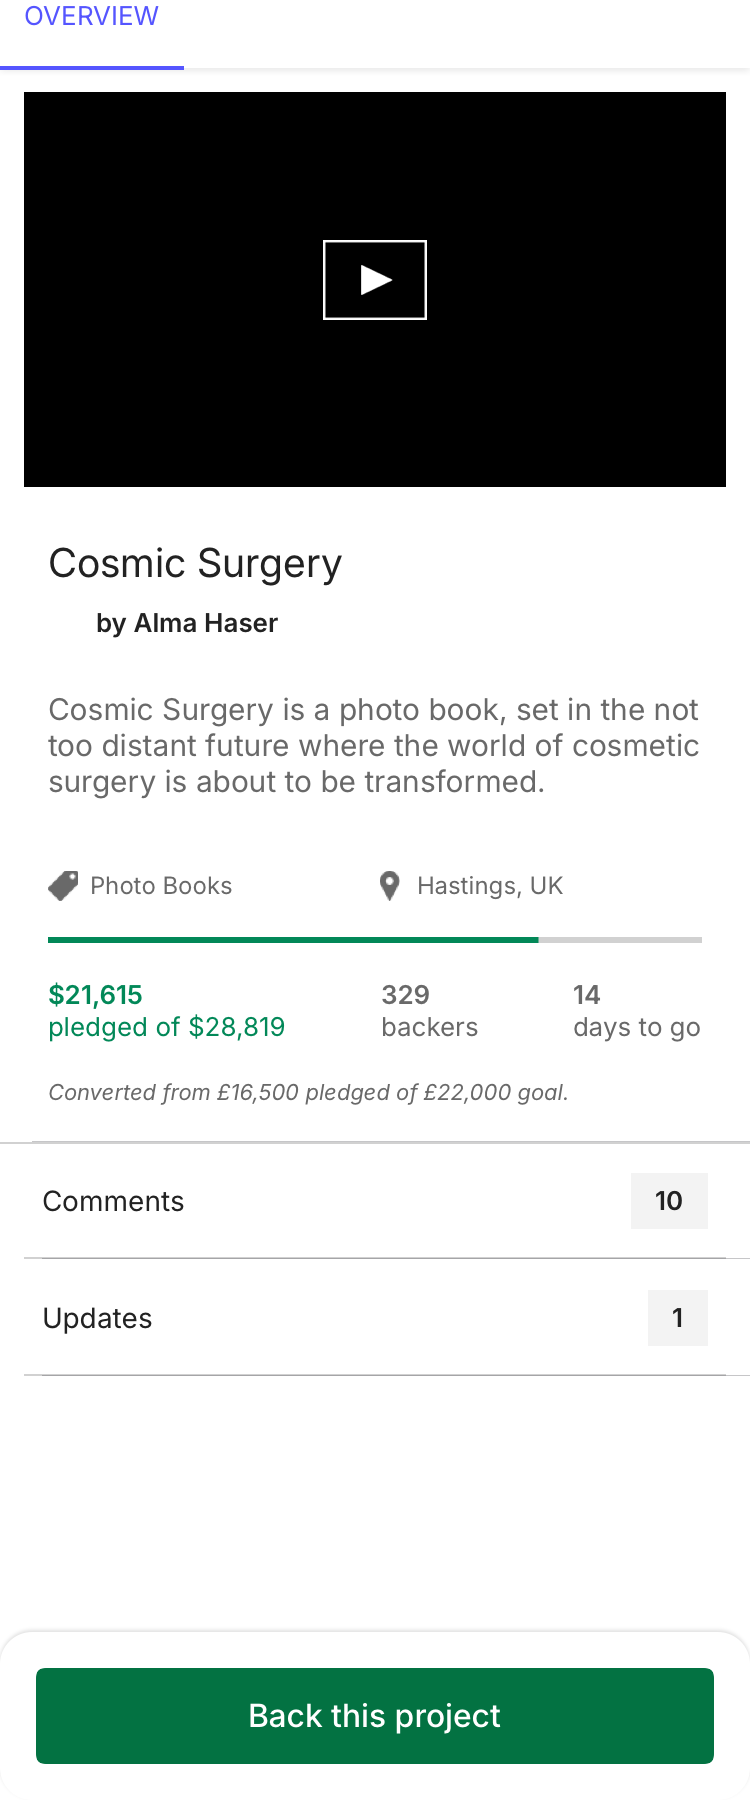 OVERVIEW
Cosmic Surgery
by Alma Haser
Cosmic Surgery is a photo book, set in the not
too distant future where the world of cosmetic
surgery is about to be transformed.
Photo Books
Hastings, UK
$21,615
pledged of $28,819
329
backers
14
days to go
Converted from £16,500 pledged of £22,000 goal.
Comments
10
Updates
1
Back this project